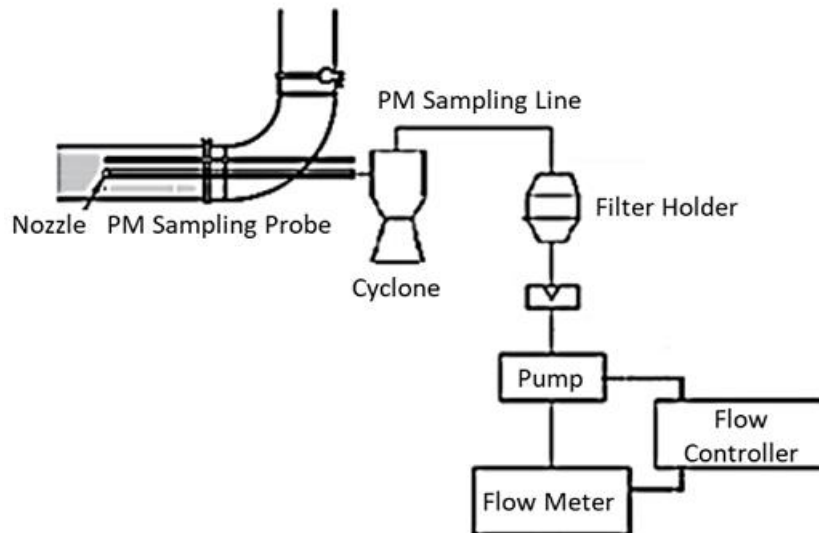 PM Sampling Line
Nozzle
PM Sampling Probe
Filter Holder
Cyclone
Pump
Flow
Controller
Flow Meter